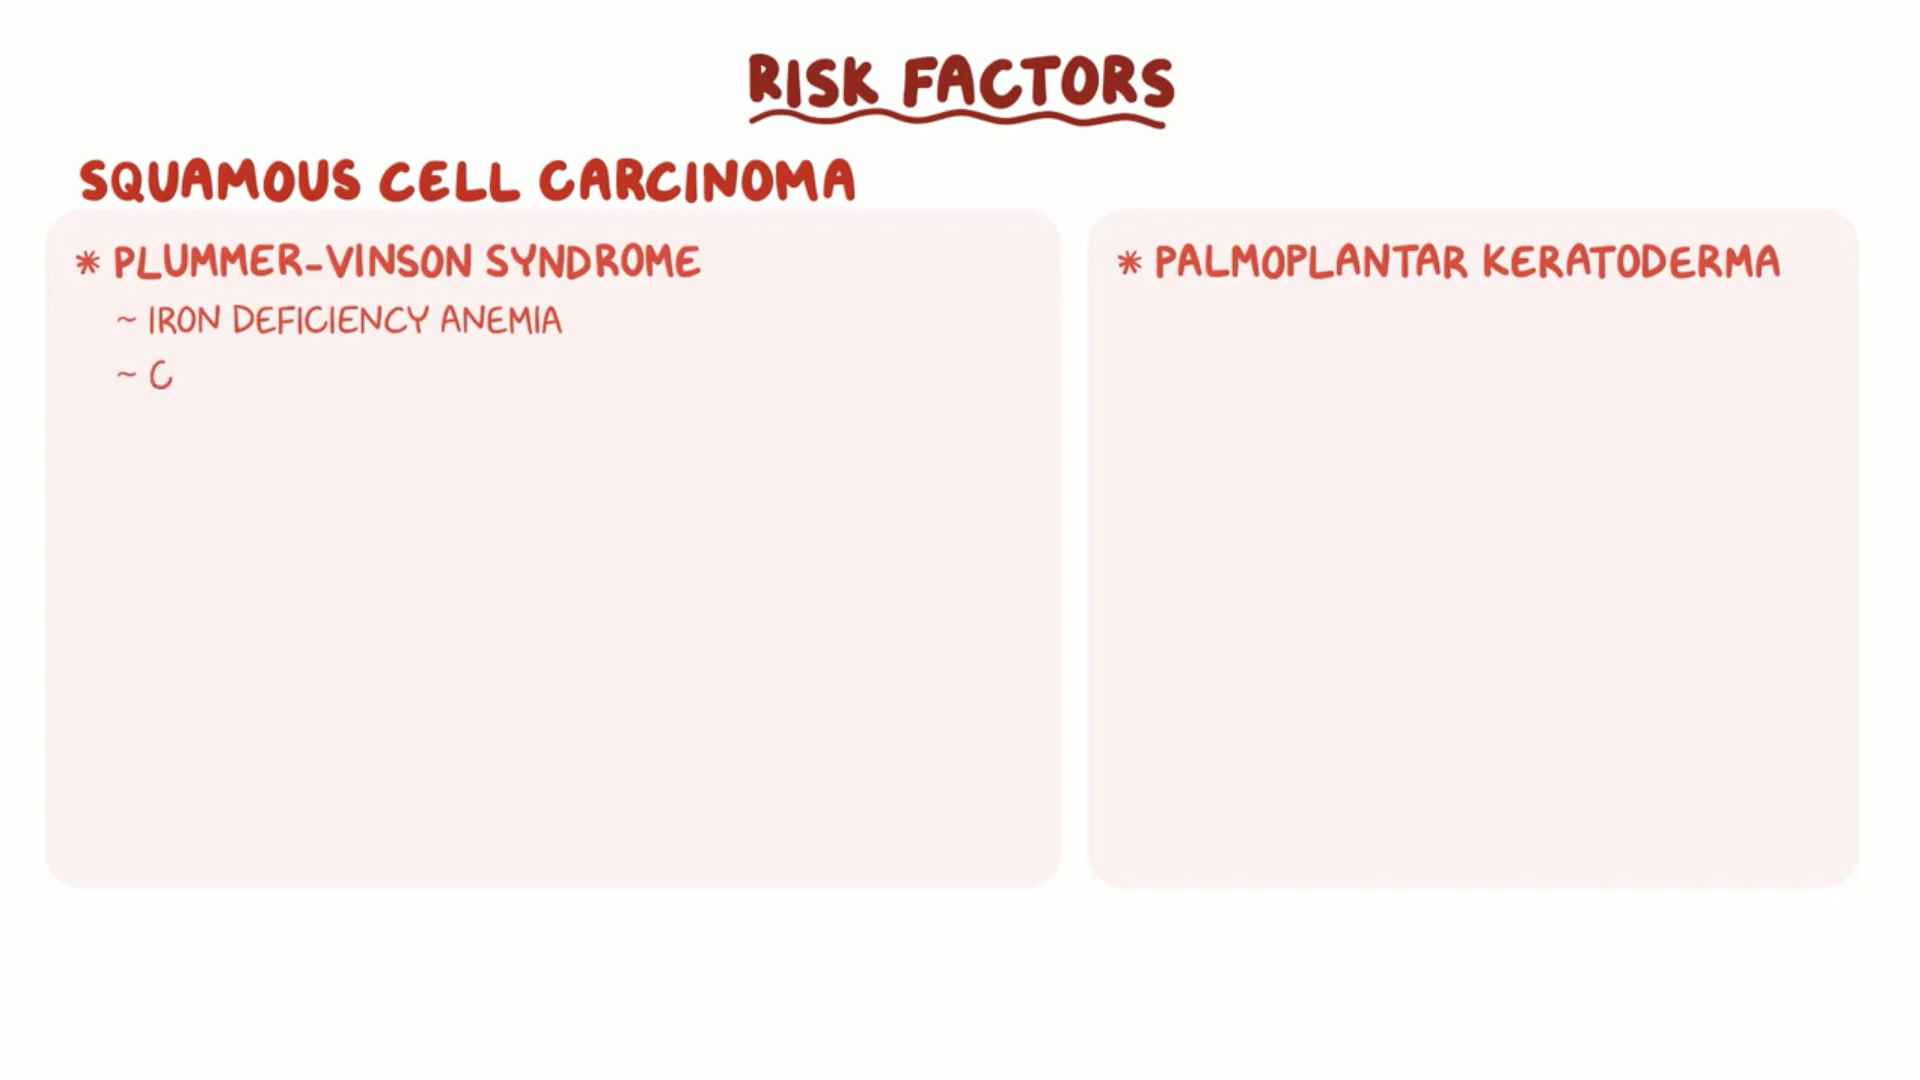 RISK FACTORS
SQUAMOUS CELL CARCINOMA
* PLUMMER-VINSON SYNDROME
~ IRON DEFICIENCY ANEMIA
~ C
* PALMOPLANTAR KERATODERMA